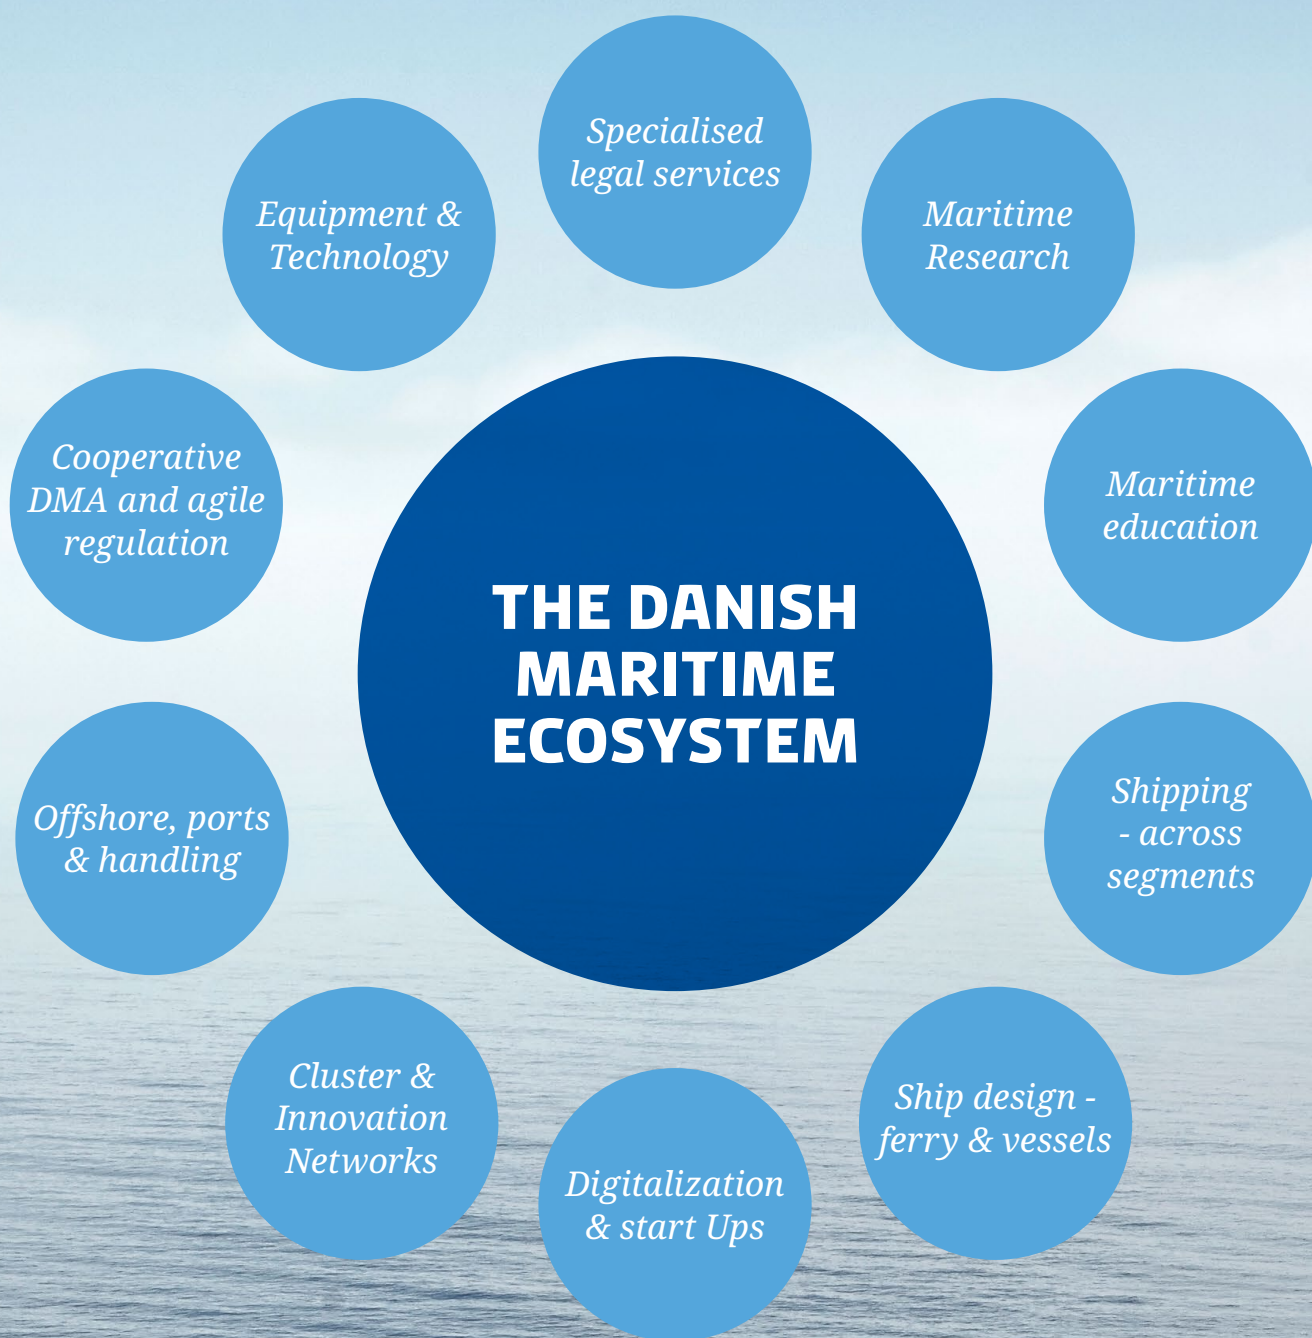 Specialised
legal services
Equipment &
Technology
Maritime
Research
Cooperative
DMA and agile
regulation
Maritime
education
THE DANISH
MARITIME
ECOSYSTEM
Offshore, ports
& handling
Shipping
- across
segments
Cluster &
Innovation
Networks
Ship design -
ferry & vessels
Digitalization
& start Ups